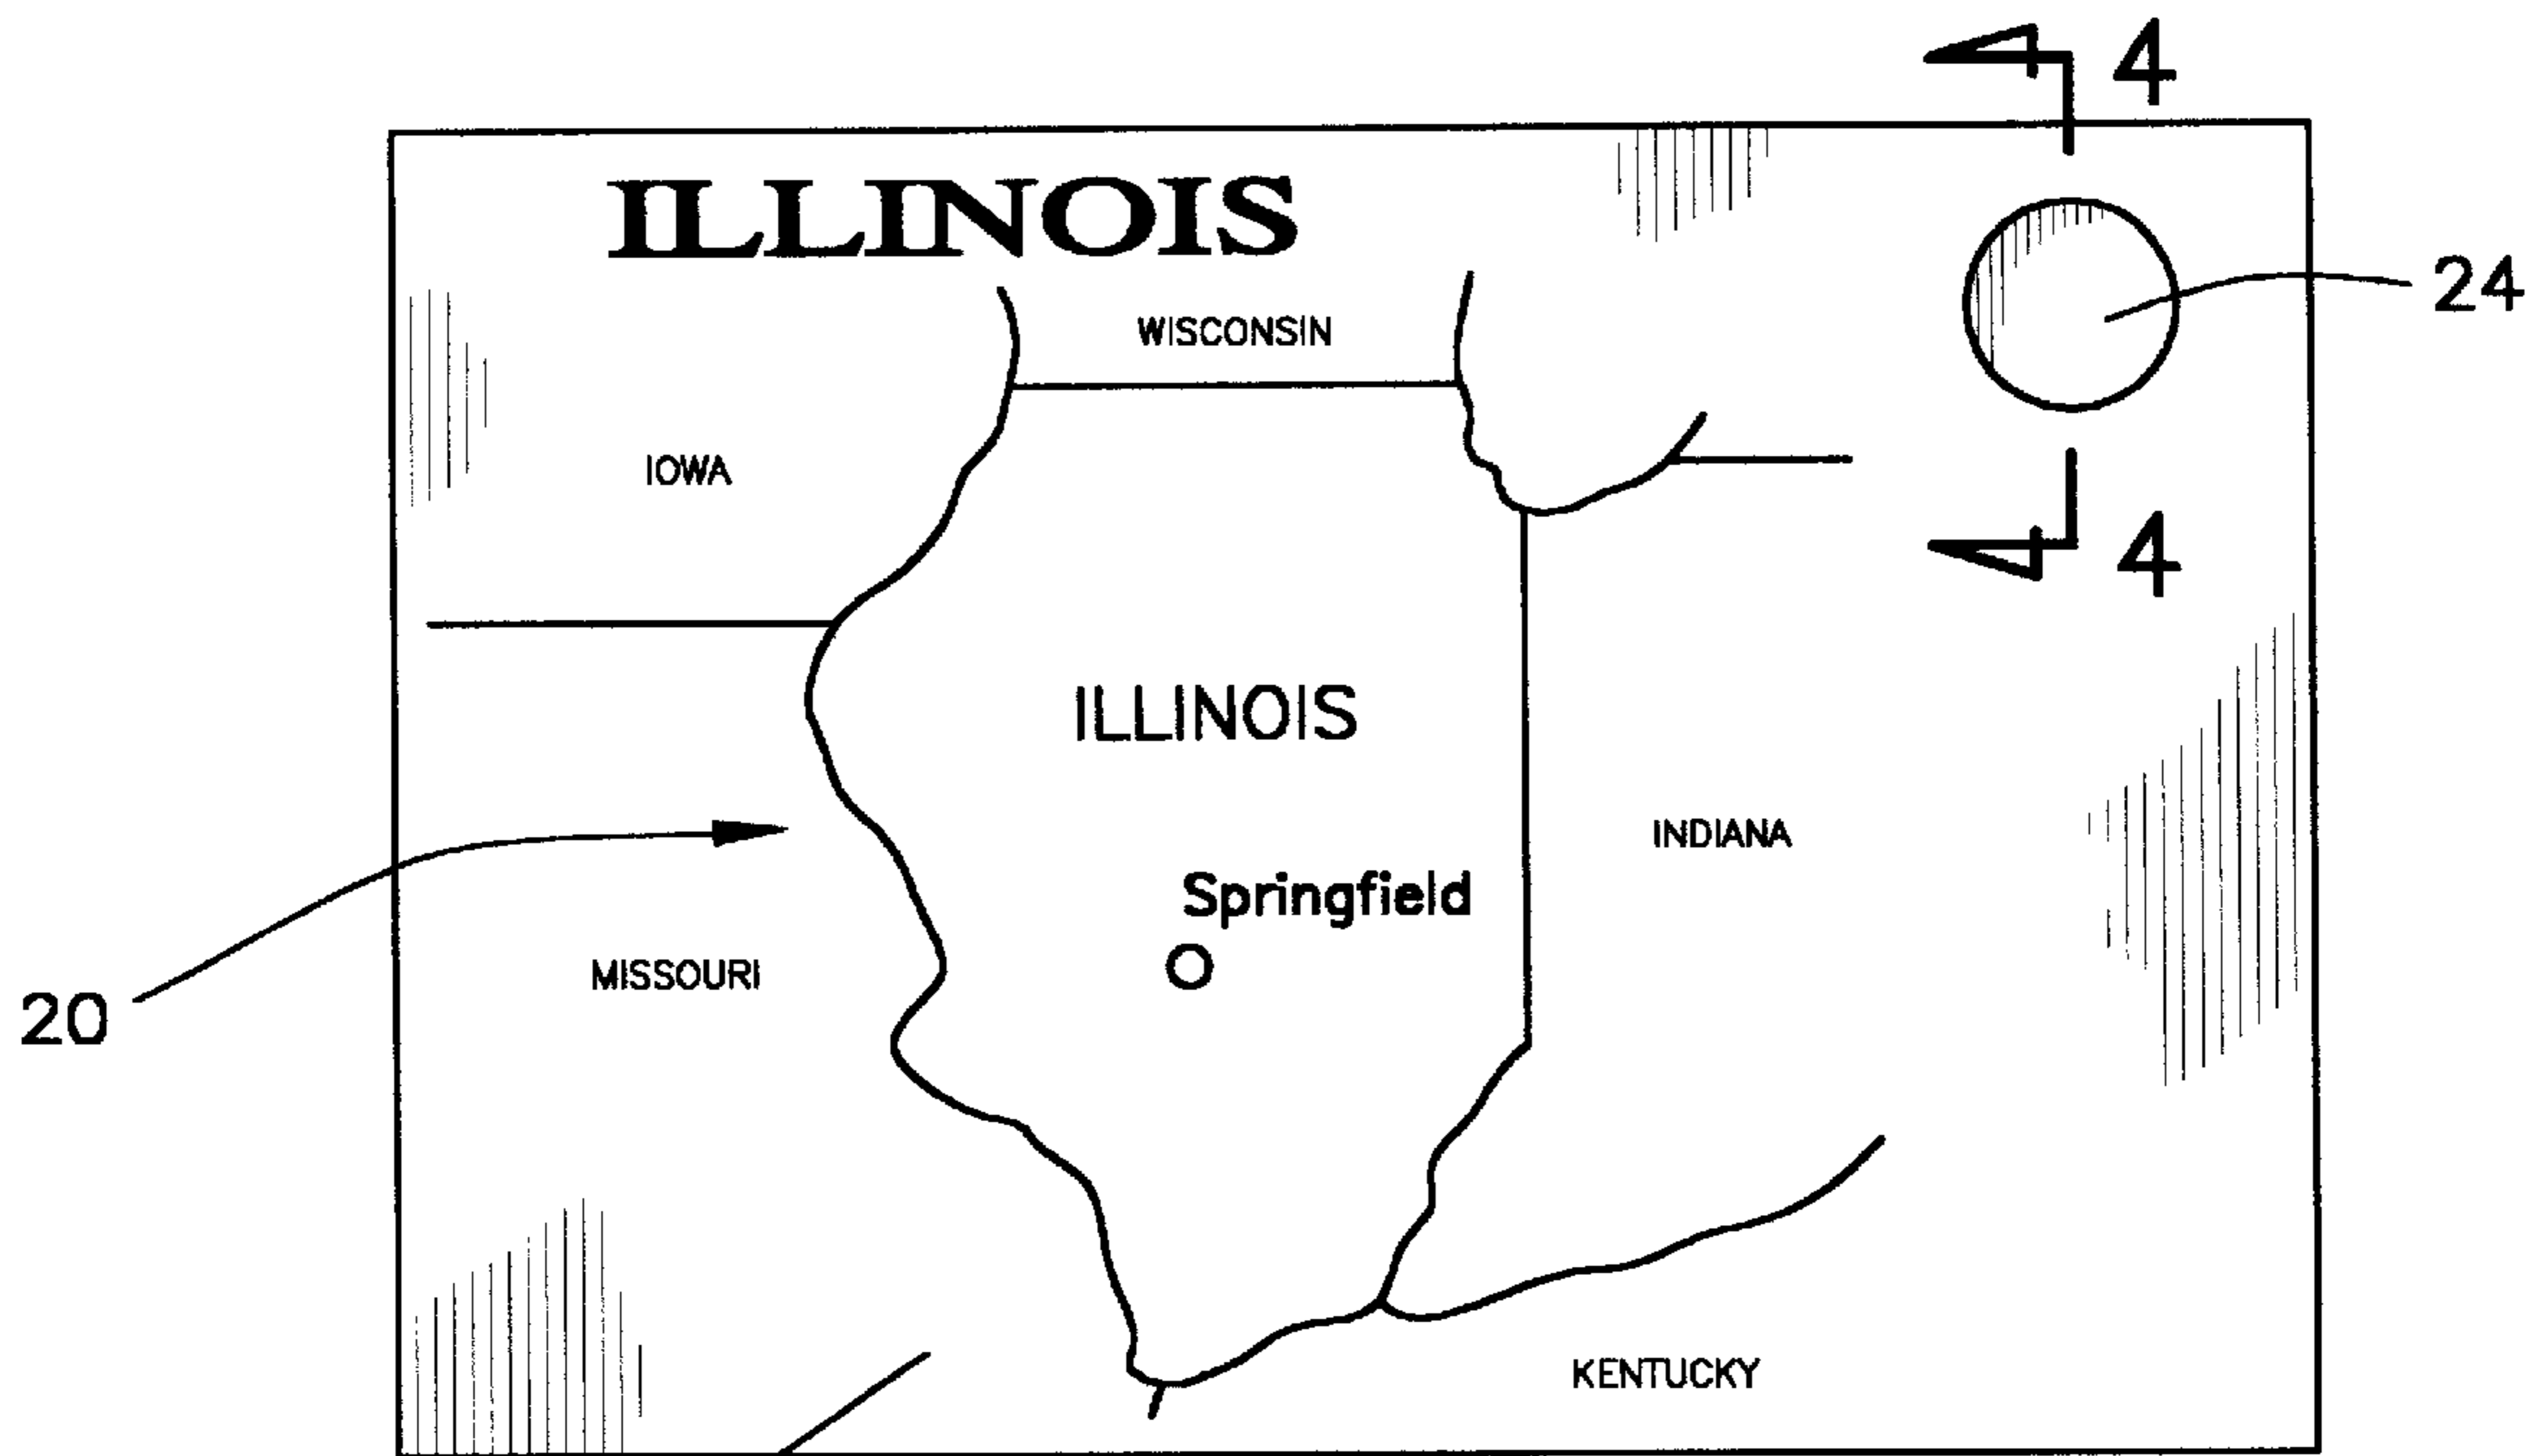 4
ILLINOIS
24
WISCONSIN
IOWA
4
ILLINOIS
INDIANA
Springfield
MISSOURI
20
KENTUCKY